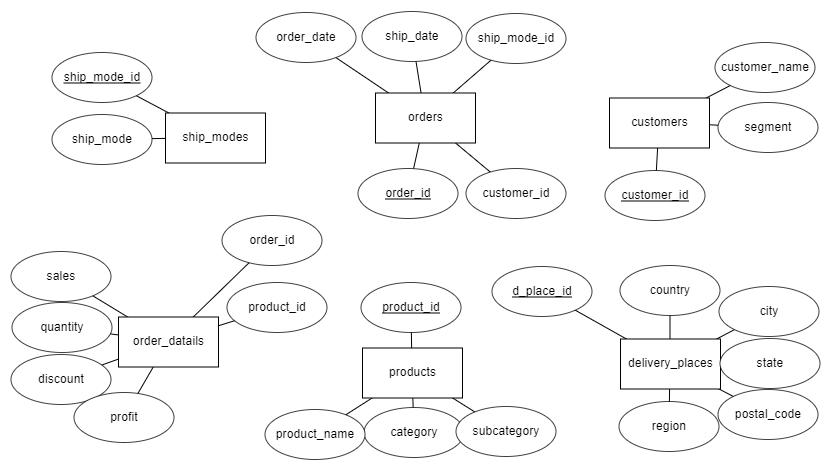 order_date
ship_date
ship_mode_id
ship_mode_id
ship_mode
ship_modes
orders
order_id
customer_id
customer_name
customers
segment
customer_id
order_id
sales
product_id
quantity
order_datails
discount
profit
product_id
products
product_name
category
subcategory
d_place_id
country
city
delivery_places
state
region
postal_code